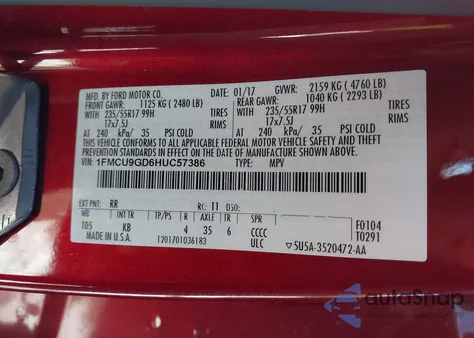 MFD. BY FORD MOTOR CO. 01/17 GVWR: 2159 KG ( 4760 LB)
FRONT GAWR: 1125 KG ( 2480 LB) REAR GAWR: 1040 KG ( 2293 LB)
WITH WITH
235/55R17 99H TIRES 235/55R17 99H TIRES
17x7.5J RIMS 17x7.5J RIMS
AT 240 kPa/ 35 PSI COLD AT 240 kPa/ 35 PSI COLD
THIS VEHICLE CONFORMS TO ALL APPLICABLE FEDERAL MOTOR VEHICLE SAFETY, BUMPER, AND THEFT PREVENTION STANDARDS IN EFFECT ON THE DATE OF MANUFACTURE SHOWN ABOVE.
VIN: 1FMCU9GD6HUC57386
TYPE: MPV
EXT PNT: RR RC: 11 DSO:
WB INT TR TP/PS R AXLE TR SPR
105 KB 4 35 6 CCCC
F0104
T0291
MADE IN U.S.A. 1201701036183 ULC 5U5A-3520472-AA
autoSnap